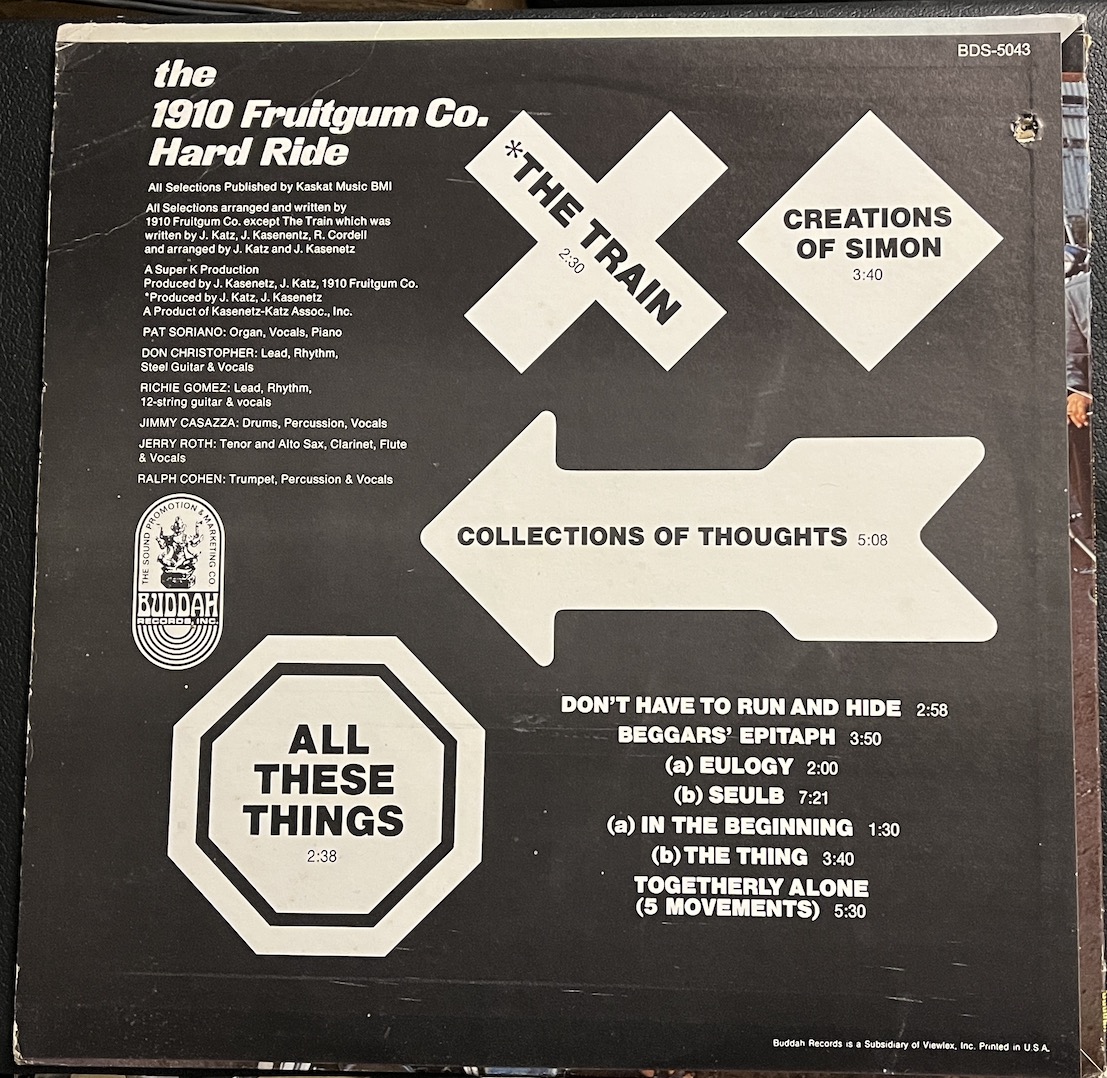 BDS-5043
the
1910 Fruitgum Co.
Hard Ride
All Selections Published by Kaskat Music BMI
All Selections arranged and written by
1910 Fruitgum Co. except The Train which was
written by J. Katz, J. Kasenentz, R. Cordell
and arranged by J. Katz and J. Kasenetz
A Super K Production
Produced by J. Kasenetz, J. Katz, 1910 Fruitgum Co.
*Produced by J. Katz, J. Kasenetz
A Product of Kasenetz-Katz Assoc., Inc.
PAT SORIANO: Organ, Vocals, Piano
DON CHRISTOPHER: Lead, Rhythm,
Steel Guitar & Vocals
RICHIE GOMEZ: Lead, Rhythm,
12-string guitar & vocals
JIMMY CASAZZA: Drums, Percussion, Vocals
JERRY ROTH: Tenor and Alto Sax, Clarinet, Flute
& Vocals
RALPH COHEN: Trumpet, Percussion & Vocals
THE SOUND PROMOTION & MARKETING CO
BUDDAH
RECORDS, INC.
*THE TRAIN
2:30
CREATIONS
OF SIMON
3:40
COLLECTIONS OF THOUGHTS 5:08
ALL
THESE
THINGS
2:38
DON'T HAVE TO RUN AND HIDE 2:58
BEGGARS' EPITAPH 3:50
(a) EULOGY 2:00
(b) SEULB 7:21
(a) IN THE BEGINNING 1:30
(b) THE THING 3:40
TOGETHERLY ALONE
(5 MOVEMENTS) 5:30
Buddah Records is a Subsidiary of Viewlex, Inc. Printed in U.S.A.